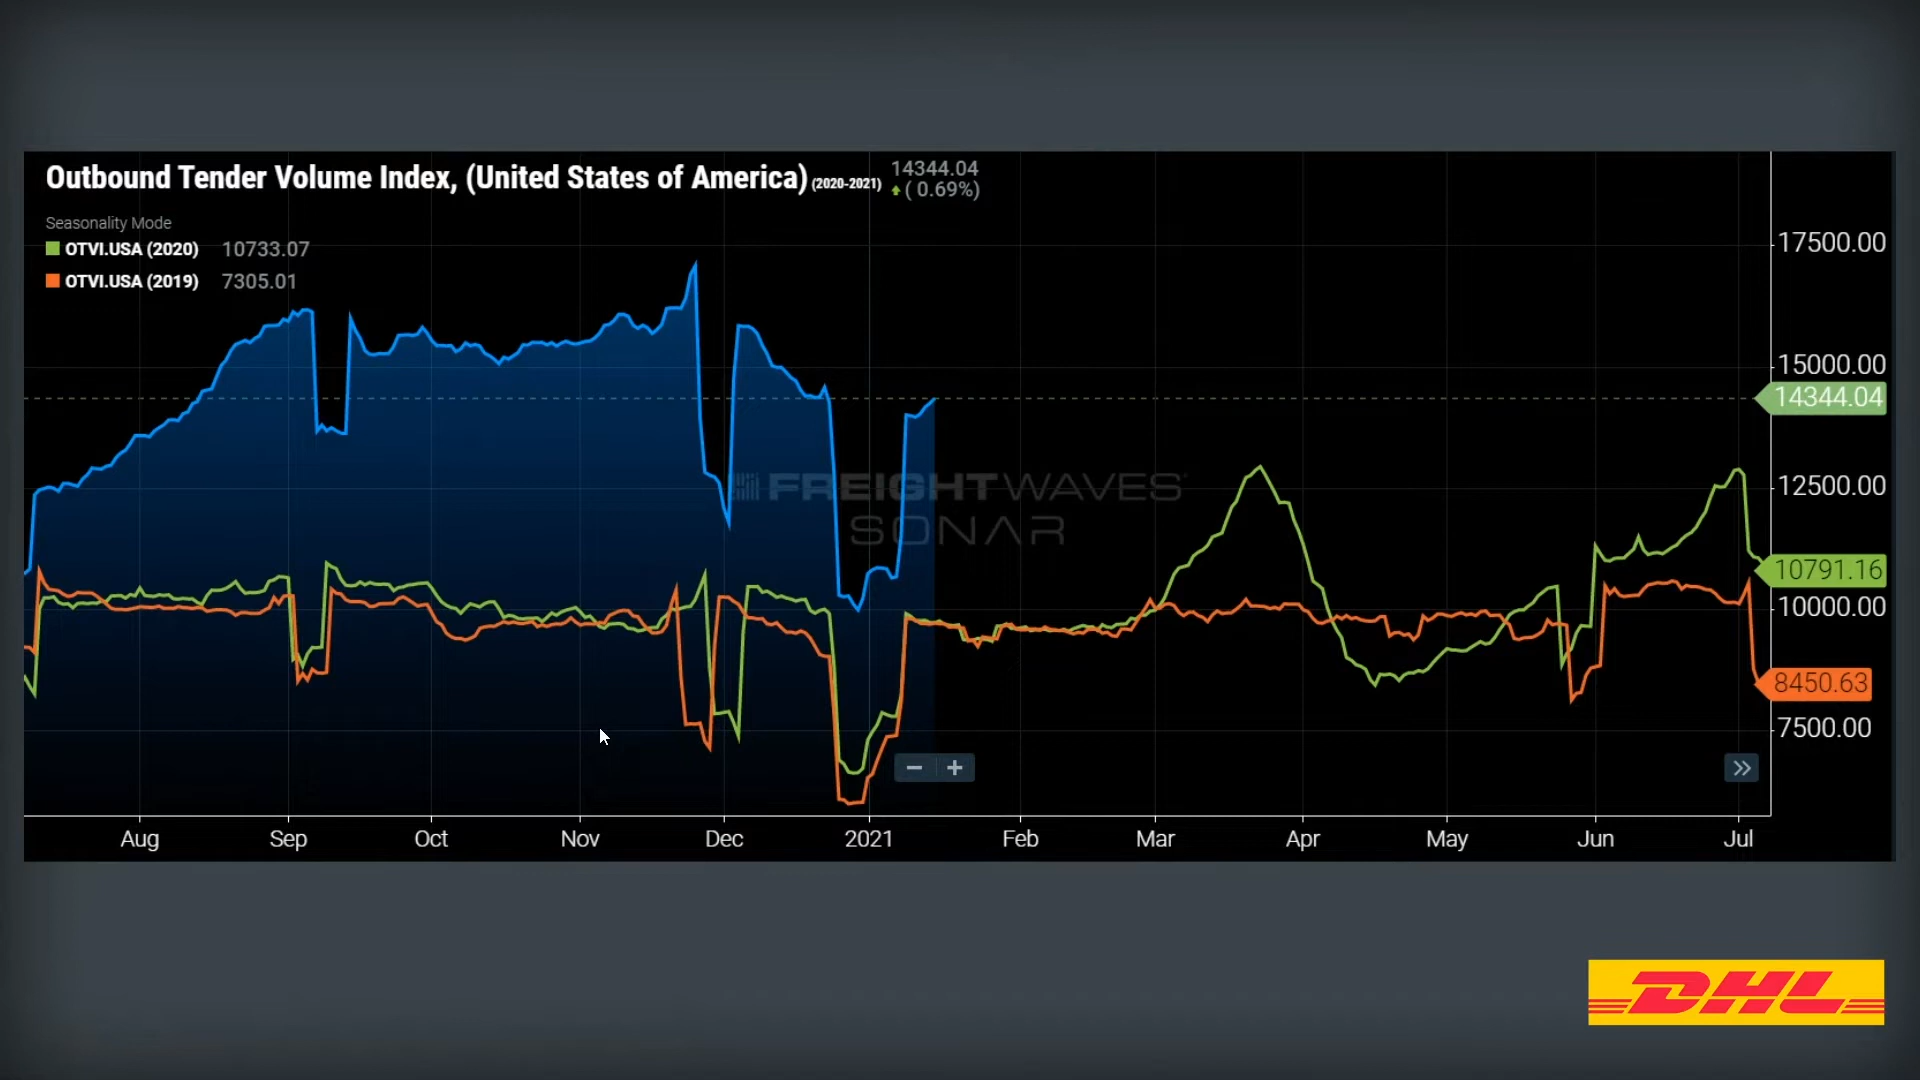 Outbound Tender Volume Index, (United States of America) (2020-2021) 14344.04
( 0.69%)
Seasonality Mode
OTVI.USA (2020) 10733.07
OTVI.USA (2019) 7305.01
17500.00
15000.00
14344.04
12500.00
10791.16
10000.00
8450.63
7500.00
FREIGHTWAVES
SONAR
Aug Sep Oct Nov Dec 2021 Feb Mar Apr May Jun Jul
DHL